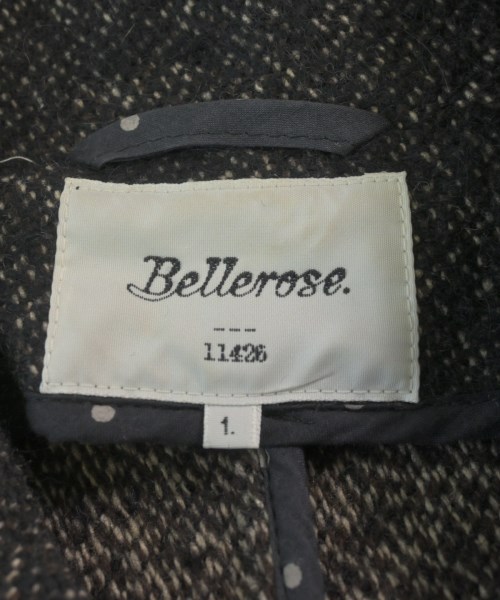 Bellerose.
---
11426
1.